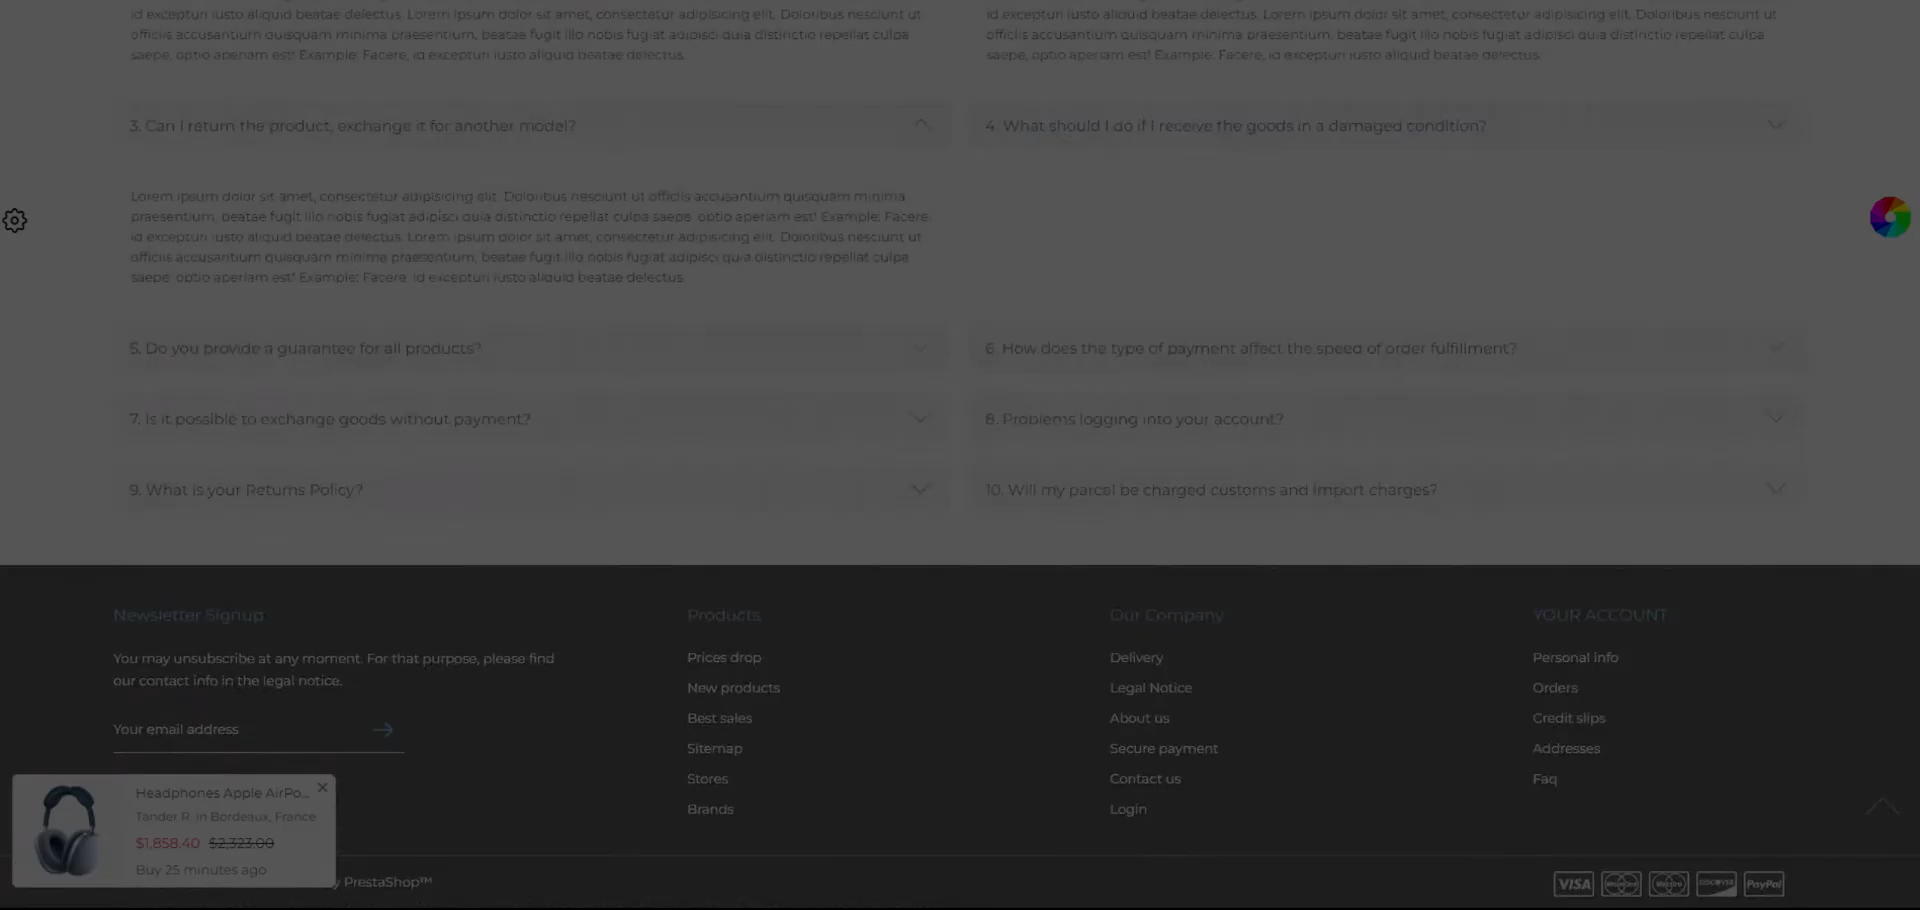 id excepturi iusto aliquid beatae defectus. Lorem ipsum dolor sit amet, consectetur adipisicing elit. Doloribus nesciunt ut
officiis accusantium quisquam minima praesentium, beatae fugit illo nobis fugiat adipisci quia distinctio repellat culpa
saepe, optio aperiam est! Example: Facere, id excepturi iusto aliquid beatae delectus.
id excepturi iusto aliquid beatae defectus. Lorem ipsum dolor sit amet, consectetur adipisicing elit. Doloribus nesciunt ut
officiis accusantium quisquam minima praesentium, beatae fugit illo nobis fugiat adipisci quia distinctio repellat culpa
saepe, optio aperiam est! Example: Facere, id excepturi iusto aliquid beatae delectus.
3. Can I return the product, exchange it for another model?
4. What should I do if I receive the goods in a damaged condition?
Lorem ipsum dolor sit amet, consectetur adipisicing elit. Doloribus nesciunt ut officiis accusantium quisquam minima
praesentium, beatae fugit illo nobis fugiat adipisci quia distinctio repellat culpa saepe, optio aperiam est! Example: Facere,
id excepturi iusto aliquid beatae defectus. Lorem ipsum dolor sit amet, consectetur adipisicing elit. Doloribus nesciunt ut
officiis accusantium quisquam minima praesentium, beatae fugit illo nobis fugiat adipisci quia distinctio repellat culpa
saepe, optio aperiam est! Example: Facere, id excepturi iusto aliquid beatae delectus.
5. Do you provide a guarantee for all products?
6. How does the type of payment affect the speed of order fulfillment?
7. Is it possible to exchange goods without payment?
8. Problems logging into your account?
9. What is your Returns Policy?
10. Will my parcel be charged customs and import charges?
Newsletter Signup
You may unsubscribe at any moment. For that purpose, please find
our contact info in the legal notice.
Your email address
Products
Prices drop
New products
Best sales
Sitemap
Stores
Brands
Our Company
Delivery
Legal Notice
About us
Secure payment
Contact us
Login
YOUR ACCOUNT
Personal info
Orders
Credit slips
Addresses
Faq
Headphones Apple AirPo...
Tander R. in Bordeaux, France
$1,858.40 $2,323.00
Buy 25 minutes ago
y PrestaShop™
VISA
MasterCard
Maestro
DISCOVER
PayPal